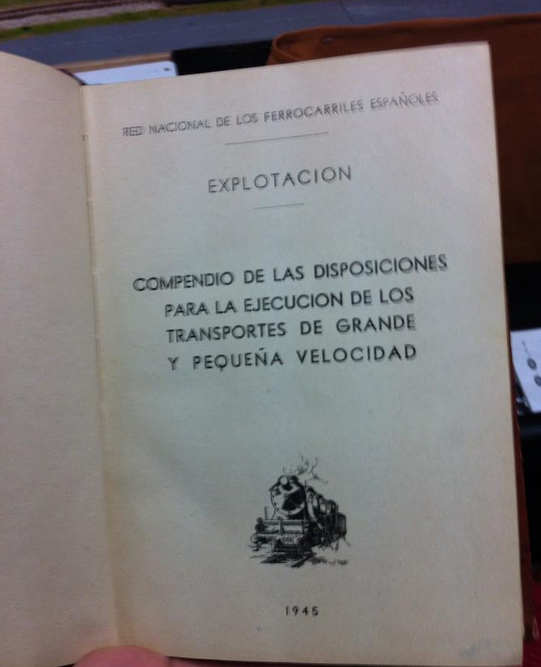 RED NACIONAL DE LOS FERROCARRILES ESPAÑOLES
EXPLOTACION
COMPENDIO DE LAS DISPOSICIONES
PARA LA EJECUCION DE LOS
TRANSPORTES DE GRANDE
Y PEQUEÑA VELOCIDAD
1945